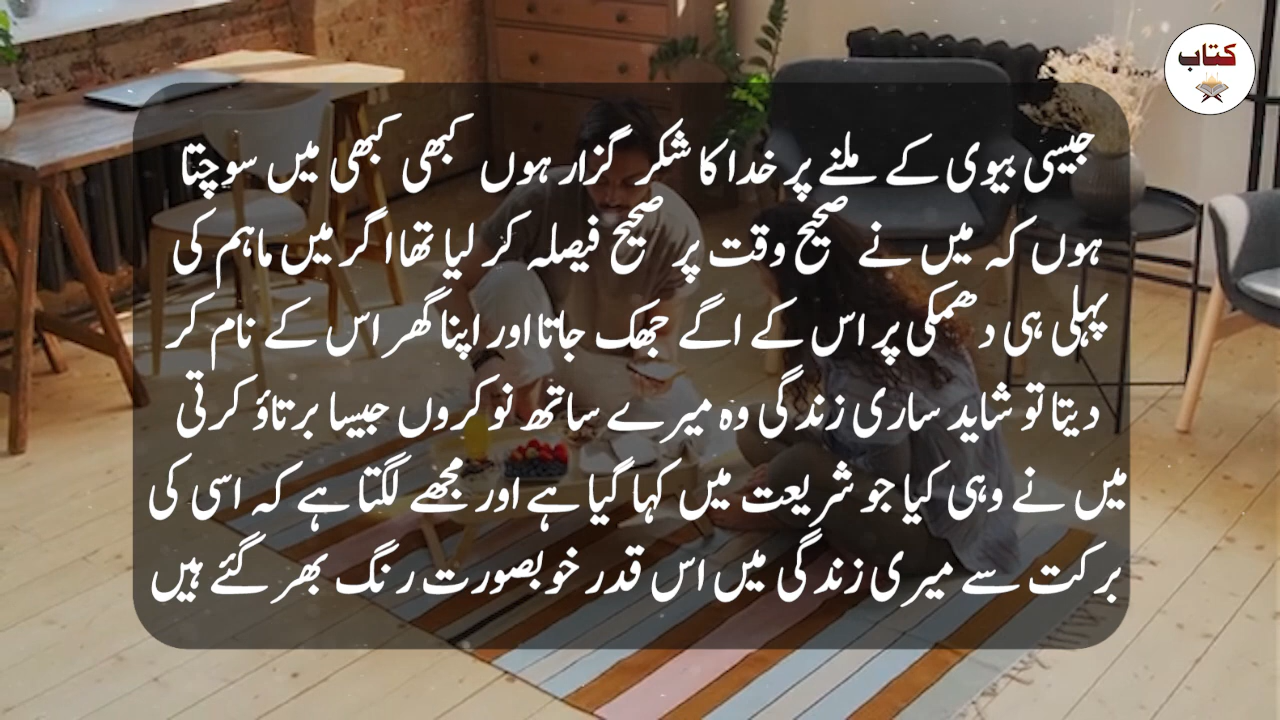 کتاب
جیسی بیوی کے ملنے پر خدا کا شکر گزار ہوں کبھی کبھی میں سوچتا
ہوں کہ میں نے صحیح وقت پر صحیح فیصلہ کر لیا تھا اگر میں ماہم کی
پہلی ہی دھمکی پر اس کے اگے جھک جاتا اور اپنا گھر اس کے نام کر
دیتا تو شاید ساری زندگی وہ میرے ساتھ نوکروں جیسا برتاؤ کرتی
میں نے وہی کیا جو شریعت میں کہا گیا ہے اور مجھے لگتا ہے کہ اسی کی
برکت سے میری زندگی میں اس قدر خوبصورت رنگ بھر گئے ہیں